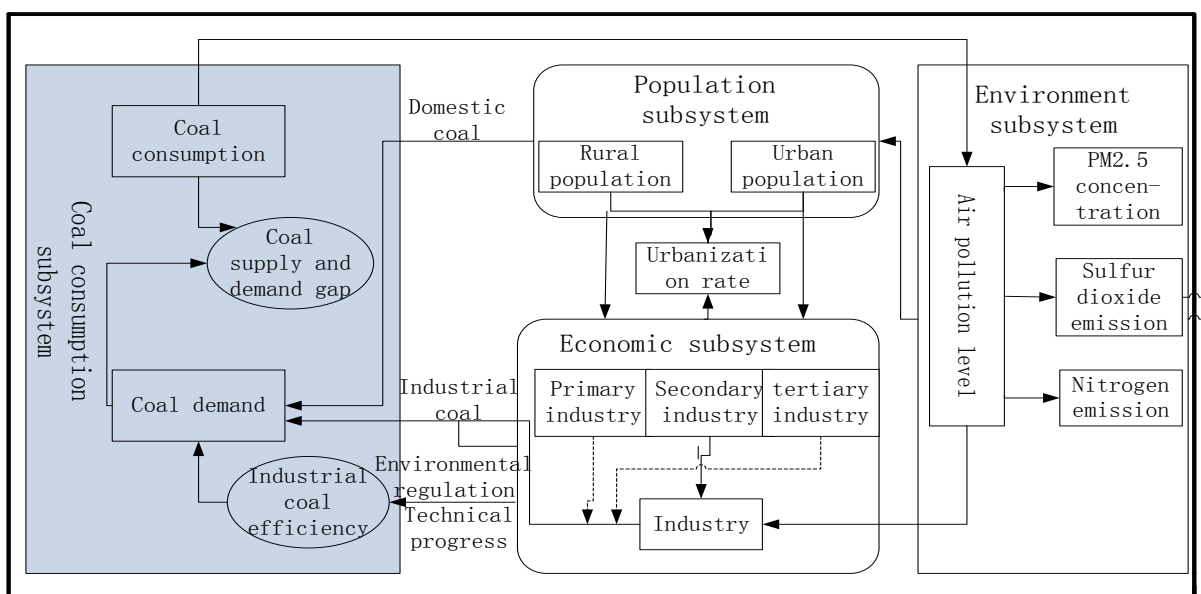 Coal
consumption
Coal
supply and
demand gap
Coal demand
Industrial
coal
efficiency
Coal consumption
subsystem
Domestic
coal
Industrial
coal
Environmental
regulation
Technical
progress
Population
subsystem
Rural
population
Urban
population
Urbanizati
on rate
Economic subsystem
Primary
industry
Secondary
industry
tertiary
industry
Industry
Environment
subsystem
Air pollution level
PM2.5
concen-
tration
Sulfur
dioxide
emission
Nitrogen
emission